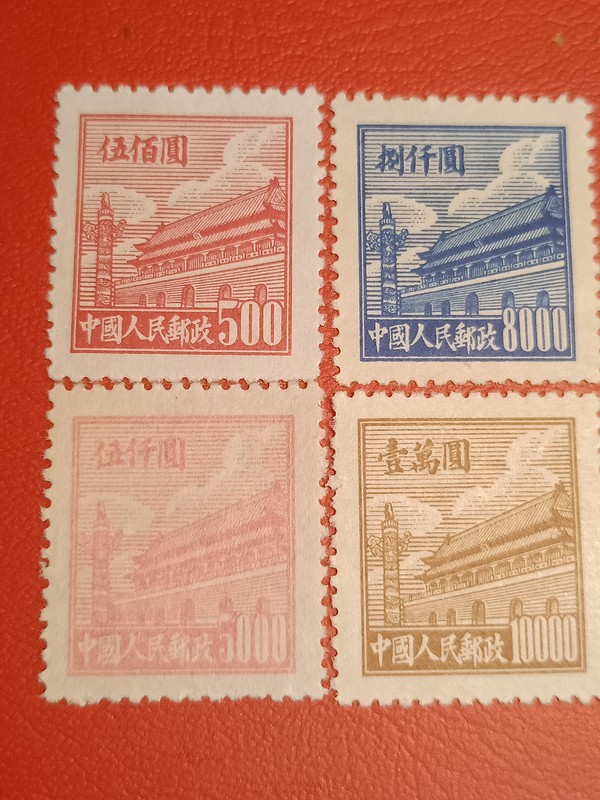 伍佰圓
中國人民郵政 500
捌仟圓
中國人民郵政 8000
伍仟圓
中國人民郵政 5000
壹萬圓
中國人民郵政 10000